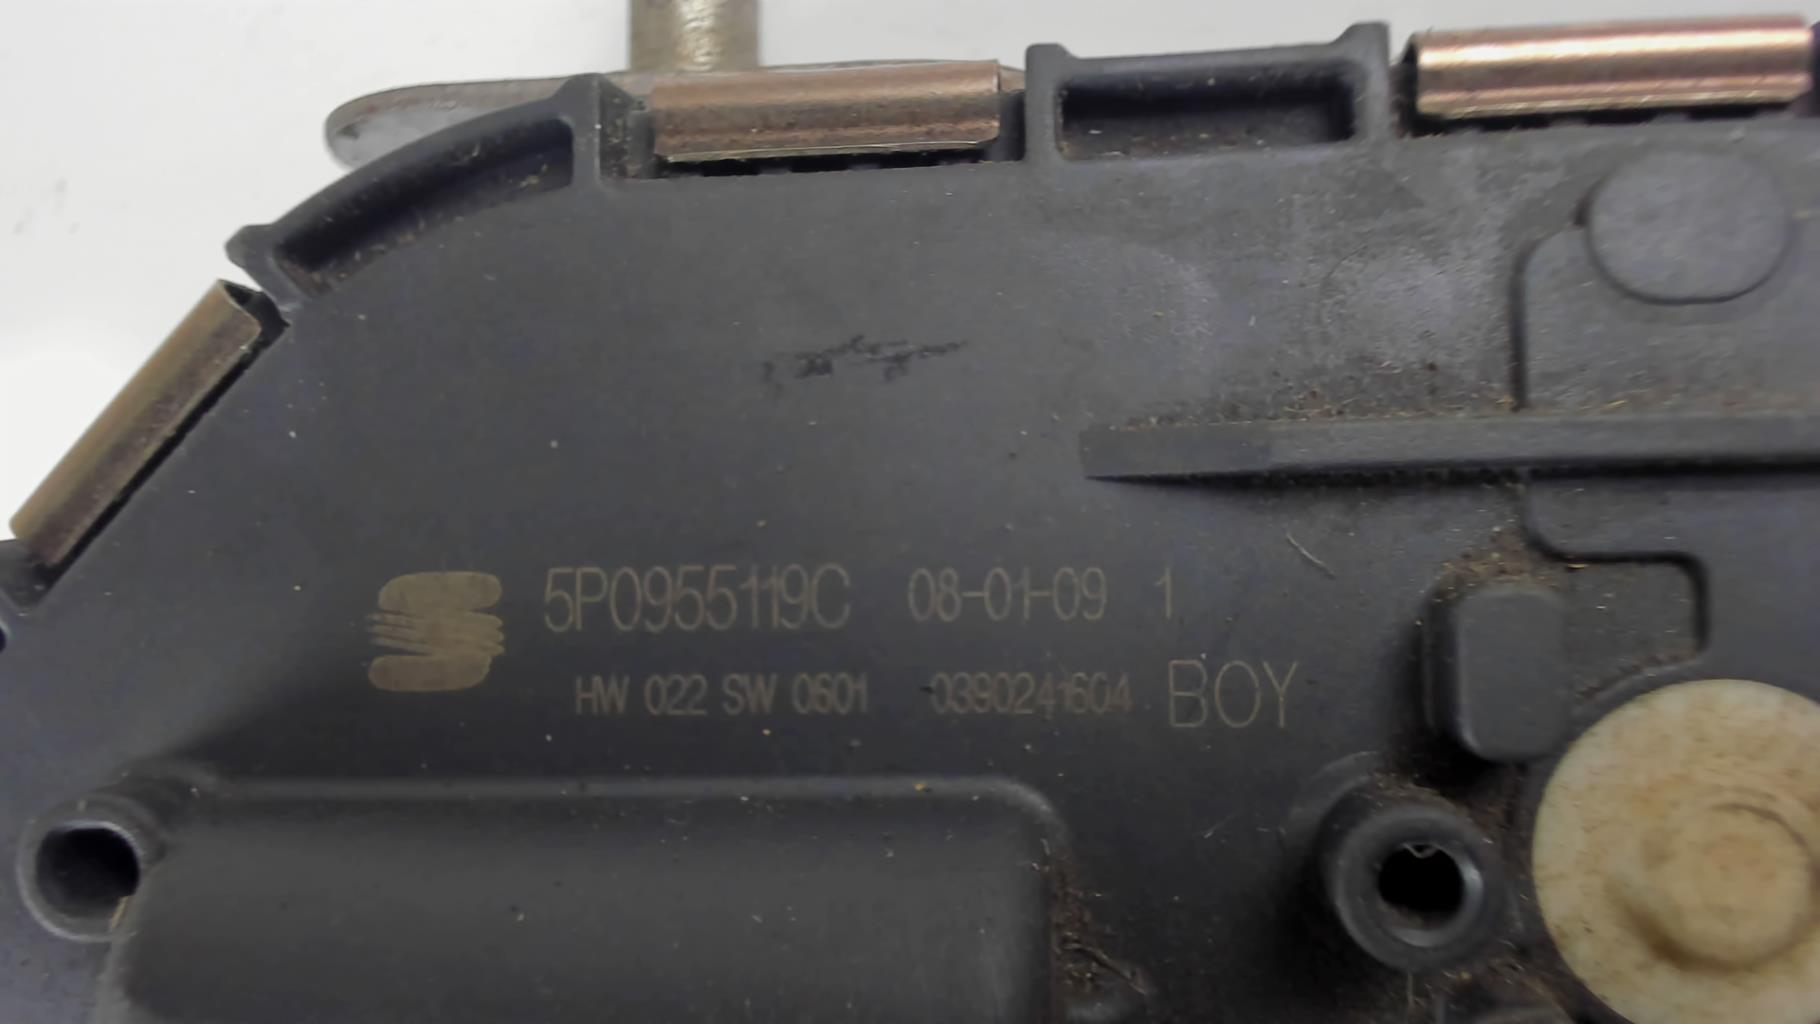 5P0955119C 08-01-09 1
HW 022 SW 0601 0390241604 BOY